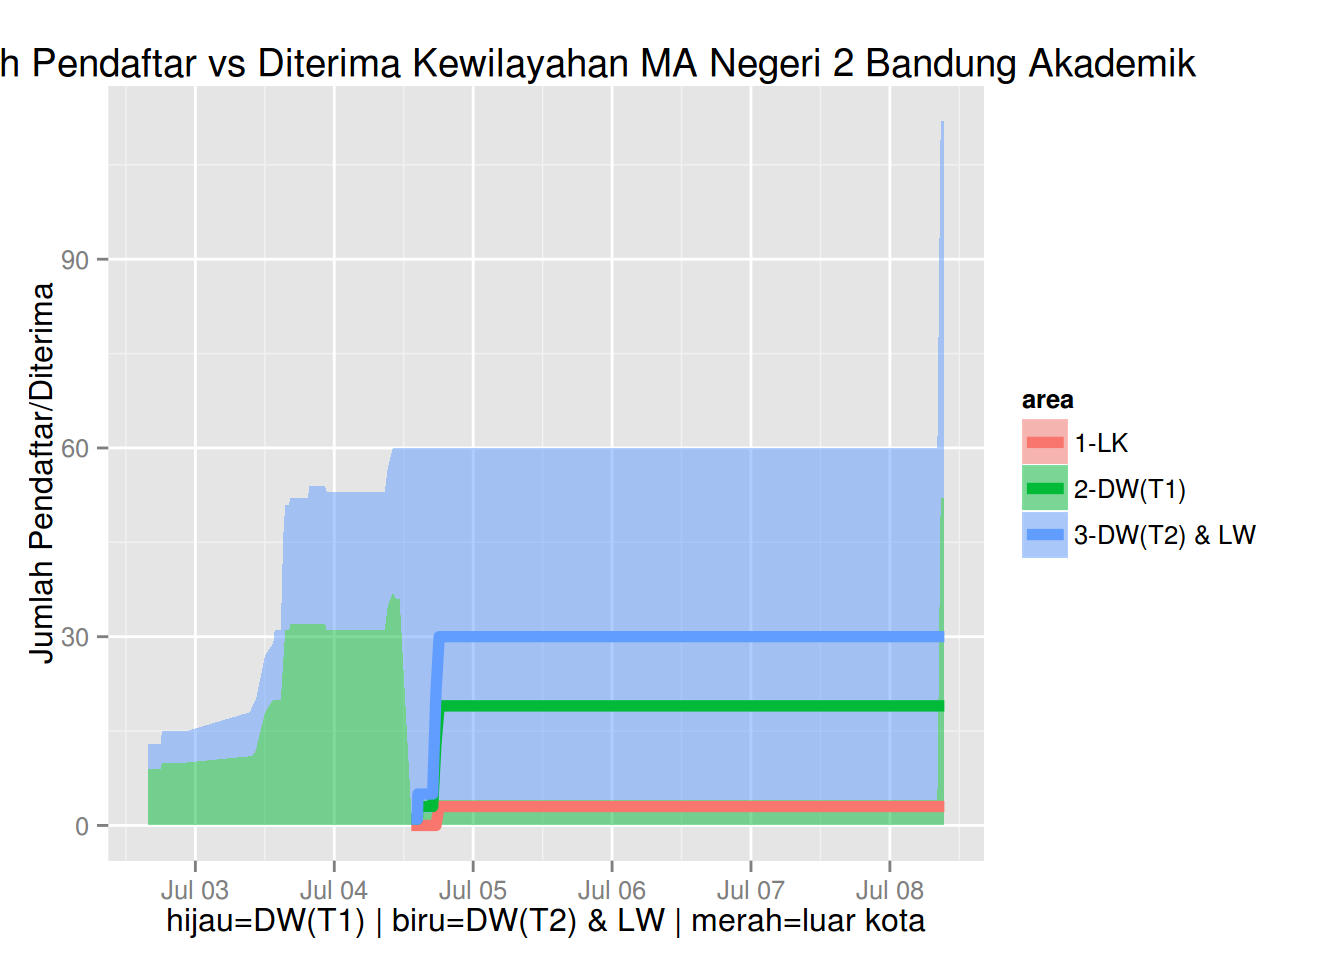 h Pendaftar vs Diterima Kewilayahan MA Negeri 2 Bandung Akademik
Jumlah Pendaftar/Diterima
90
60
30
0
Jul 03
Jul 04
Jul 05
Jul 06
Jul 07
Jul 08
hijau=DW(T1) | biru=DW(T2) & LW | merah=luar kota
area
1-LK
2-DW(T1)
3-DW(T2) & LW